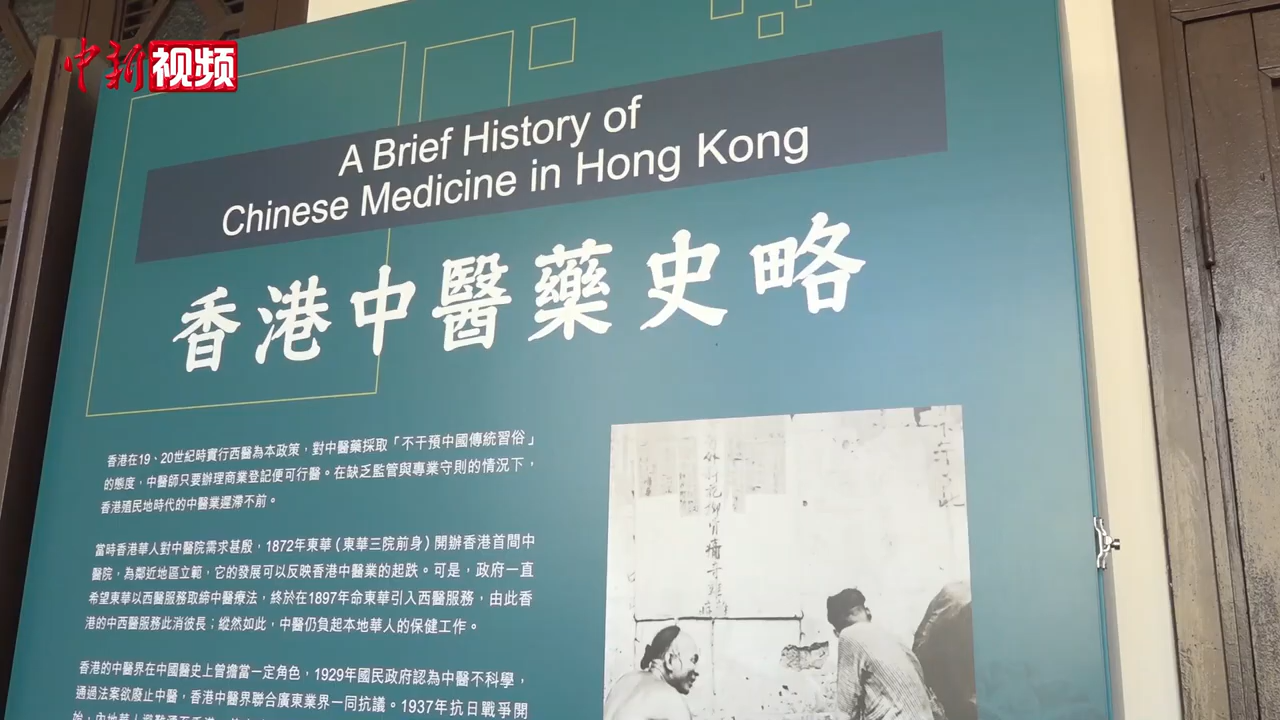 中新视频
A Brief History of
Chinese Medicine in Hong Kong
香港中醫藥史略
香港在19、20世紀時實行西醫為本政策，對中醫藥採取「不干預中國傳統習俗」
的態度，中醫師只要辦理商業登記便可行醫。在缺乏監管與專業守則的情況下，
香港殖民地時代的中醫業遲滯不前。
當時香港華人對中醫院需求甚殷，1872年東華（東華三院前身）開辦香港首間中
醫院，為鄰近地區立範，它的發展可以反映香港中醫業的起跌。可是，政府一直
希望東華以西醫服務取締中醫療法，終於在1897年命東華引入西醫服務，由此香
港的中西醫服務此消彼長；縱然如此，中醫仍負起本地華人的保健工作。
香港的中醫界在中國醫史上曾擔當一定角色，1929年國民政府認為中醫不科學，
通過法案欲廢止中醫，香港中醫界聯合廣東業界一同抗議。1937年抗日戰爭開